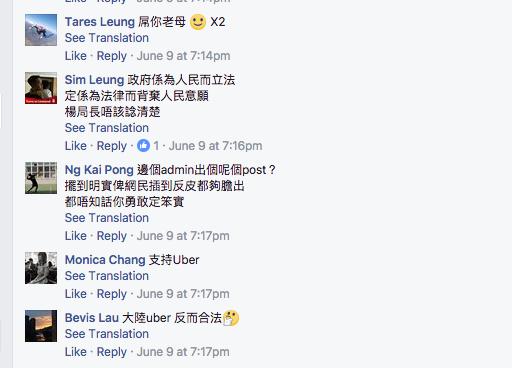 Like · Reply · June 9 at 7:14pm
Tares Leung 屌你老母 🙂 X2
See Translation
Like · Reply · June 9 at 7:14pm
Sim Leung 政府係為人民而立法
定係為法律而背棄人民意願
楊局長唔該諗清楚
See Translation
Like · Reply · 1 · June 9 at 7:16pm
Ng Kai Pong 邊個admin出個呢個post？
擺到明實俾網民插到反皮都夠膽出
都唔知話你勇敢定笨實
See Translation
Like · Reply · June 9 at 7:17pm
Monica Chang 支持Uber
See Translation
Like · Reply · June 9 at 7:17pm
Bevis Lau 大陸uber 反而合法🤔
See Translation
Like · Reply · June 9 at 7:17pm